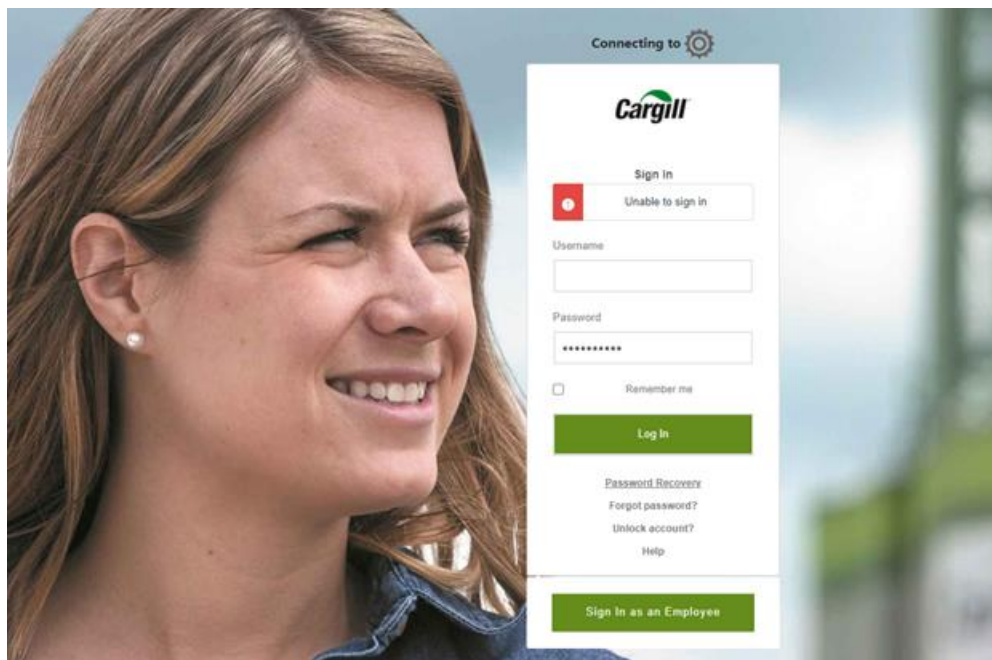 Connecting to
Cargill
Sign In
Unable to sign in
Username
Password
••••••••••
Remember me
Log In
Password Recovery
Forgot password?
Unlock account?
Help
Sign In as an Employee